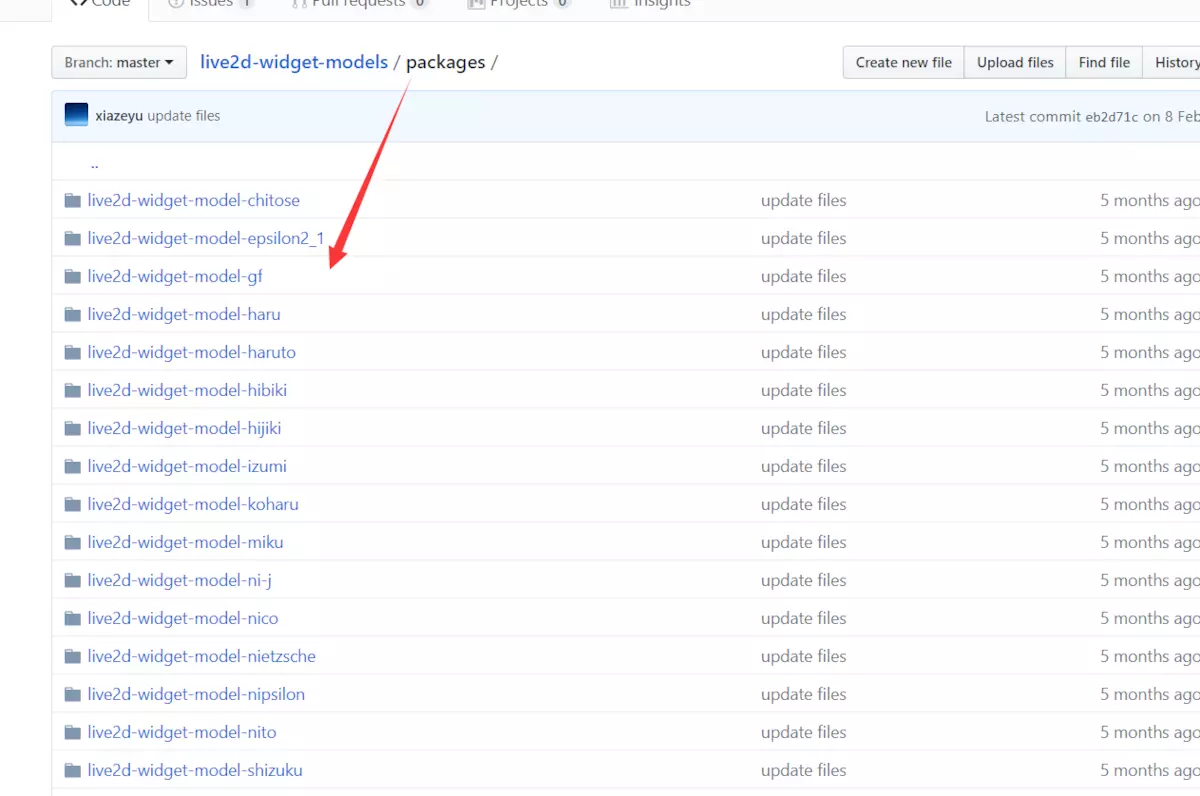 Code Issues 1 Pull requests 0 Projects 0 Insights
Branch: master live2d-widget-models / packages / Create new file Upload files Find file History
xiazeyu update files Latest commit eb2d71c on 8 Feb
..
live2d-widget-model-chitose update files 5 months ago
live2d-widget-model-epsilon2_1 update files 5 months ago
live2d-widget-model-gf update files 5 months ago
live2d-widget-model-haru update files 5 months ago
live2d-widget-model-haruto update files 5 months ago
live2d-widget-model-hibiki update files 5 months ago
live2d-widget-model-hijiki update files 5 months ago
live2d-widget-model-izumi update files 5 months ago
live2d-widget-model-koharu update files 5 months ago
live2d-widget-model-miku update files 5 months ago
live2d-widget-model-ni-j update files 5 months ago
live2d-widget-model-nico update files 5 months ago
live2d-widget-model-nietzsche update files 5 months ago
live2d-widget-model-nipsilon update files 5 months ago
live2d-widget-model-nito update files 5 months ago
live2d-widget-model-shizuku update files 5 months ago